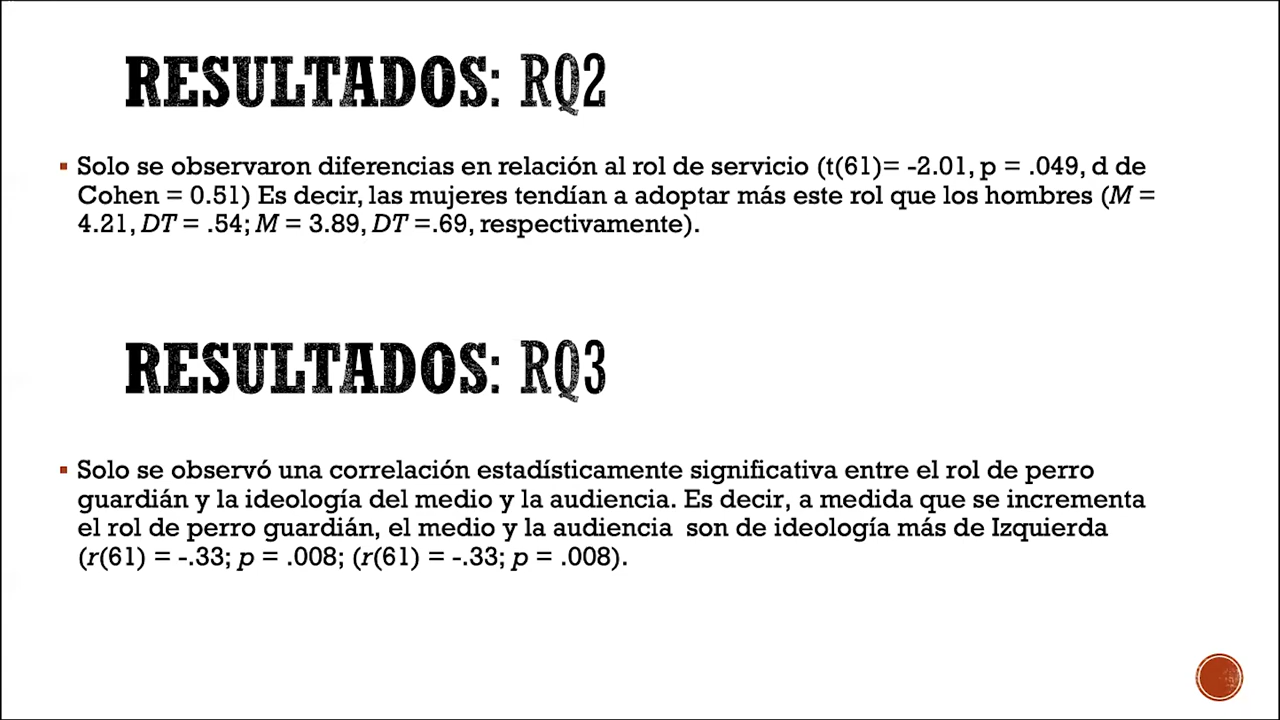 RESULTADOS: RQ2
Solo se observaron diferencias en relación al rol de servicio (t(61)= -2.01, p = .049, d de
Cohen = 0.51) Es decir, las mujeres tendían a adoptar más este rol que los hombres (M =
4.21, DT = .54; M = 3.89, DT =.69, respectivamente).
RESULTADOS: RQ3
Solo se observó una correlación estadísticamente significativa entre el rol de perro
guardián y la ideología del medio y la audiencia. Es decir, a medida que se incrementa
el rol de perro guardián, el medio y la audiencia son de ideología más de Izquierda
(r(61) = -.33; p = .008; (r(61) = -.33; p = .008).